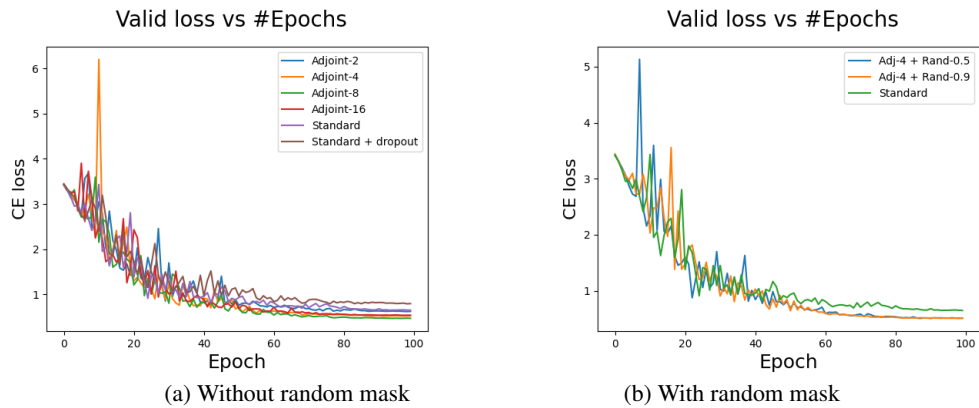 Valid loss vs #Epochs
6
5
4
3
2
1
CE loss
Adjoint-2
Adjoint-4
Adjoint-8
Adjoint-16
Standard
Standard + dropout
0
20
40
60
80
100
Epoch
(a) Without random mask
Valid loss vs #Epochs
5
4
3
2
1
CE loss
Adj-4 + Rand-0.5
Adj-4 + Rand-0.9
Standard
0
20
40
60
80
100
Epoch
(b) With random mask